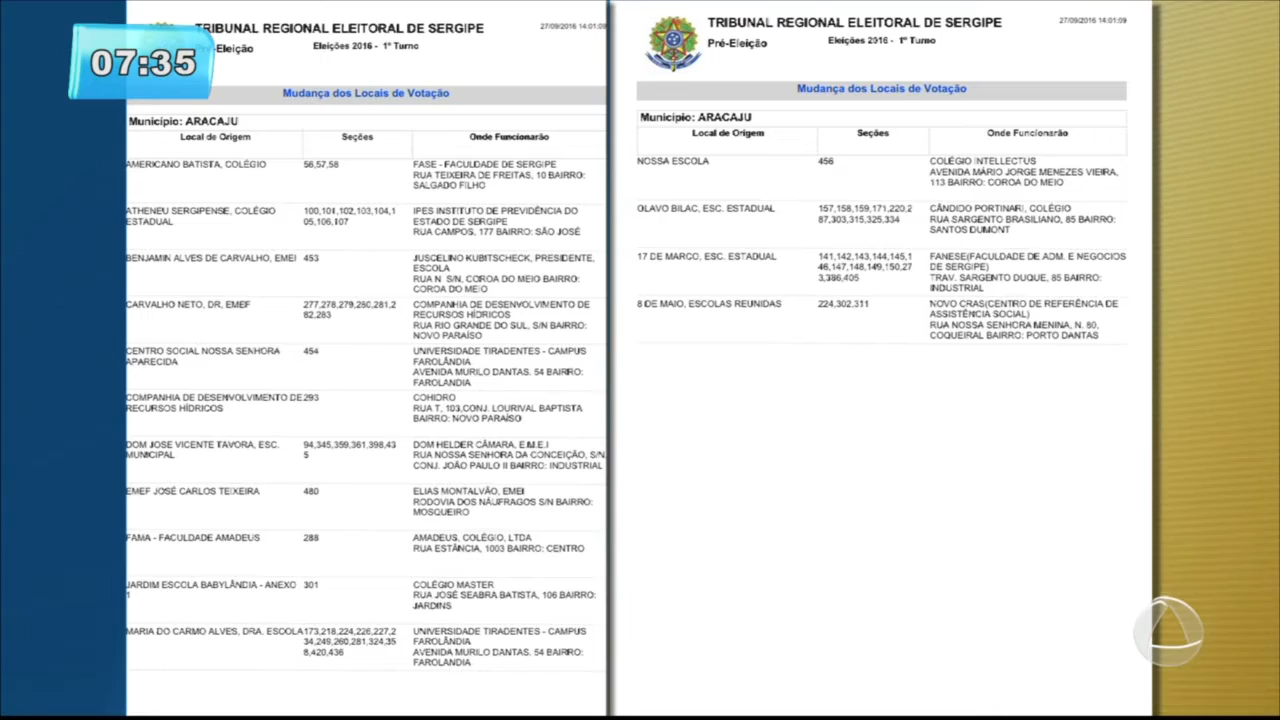 07:35
TRIBUNAL REGIONAL ELEITORAL DE SERGIPE
27/09/2016 14:01:09
Pré-Eleição
Eleições 2016 - 1º Turno
Mudança dos Locais de Votação
Município: ARACAJU
Local de Origem Seções Onde Funcionarão
AMERICANO BATISTA, COLÉGIO 56,57,58 FASE - FACULDADE DE SERGIPE
RUA TEIXEIRA DE FREITAS, 10 BAIRRO:
SALGADO FILHO
ATHENEU SERGIPENSE, COLÉGIO 100,101,102,103,104,1 IPES INSTITUTO DE PREVIDÊNCIA DO
ESTADUAL 05,106,107 ESTADO DE SERGIPE
RUA CAMPOS, 177 BAIRRO: SÃO JOSÉ
BENJAMIN ALVES DE CARVALHO, EMEI 453 JUSCELINO KUBITSCHECK, PRESIDENTE,
ESCOLA
RUA N S/N, COROA DO MEIO BAIRRO:
COROA DO MEIO
CARVALHO NETO, DR, EMEF 277,278,279,280,281,2 COMPANHIA DE DESENVOLVIMENTO DE
82,283 RECURSOS HÍDRICOS
RUA RIO GRANDE DO SUL, S/N BAIRRO:
NOVO PARAÍSO
CENTRO SOCIAL NOSSA SENHORA 454 UNIVERSIDADE TIRADENTES - CAMPUS
APARECIDA FAROLÂNDIA
AVENIDA MURILO DANTAS, 54 BAIRRO:
FAROLANDIA
COMPANHIA DE DESENVOLVIMENTO DE 293 COHIDRO
RECURSOS HÍDRICOS RUA T, 103,CONJ. LOURIVAL BAPTISTA
BAIRRO: NOVO PARAÍSO
DOM JOSE VICENTE TAVORA, ESC. 94,345,359,361,398,43 DOM HELDER CÂMARA, E.M.E.I
MUNICIPAL 5 RUA NOSSA SENHORA DA CONCEIÇÃO, S/N,
CONJ. JOÃO PAULO II BAIRRO: INDUSTRIAL
EMEF JOSÉ CARLOS TEIXEIRA 480 ELIAS MONTALVÃO, EMEI
RODOVIA DOS NÁUFRAGOS S/N BAIRRO:
MOSQUEIRO
FAMA - FACULDADE AMADEUS 288 AMADEUS, COLÉGIO, LTDA
RUA ESTÂNCIA, 1003 BAIRRO: CENTRO
JARDIM ESCOLA BABYLÂNDIA - ANEXO 301 COLÉGIO MASTER
1 RUA JOSÉ SEABRA BATISTA, 106 BAIRRO:
JARDINS
MARIA DO CARMO ALVES, DRA. ESCOLA 173,218,224,226,227,2 UNIVERSIDADE TIRADENTES - CAMPUS
34,249,260,281,324,35 FAROLÂNDIA
8,420,436 AVENIDA MURILO DANTAS, 54 BAIRRO:
FAROLANDIA
TRIBUNAL REGIONAL ELEITORAL DE SERGIPE
27/09/2016 14:01:09
Pré-Eleição
Eleições 2016 - 1º Turno
Mudança dos Locais de Votação
Município: ARACAJU
Local de Origem Seções Onde Funcionarão
NOSSA ESCOLA 456 COLÉGIO INTELLECTUS
AVENIDA MÁRIO JORGE MENEZES VIEIRA,
113 BAIRRO: COROA DO MEIO
OLAVO BILAC, ESC. ESTADUAL 157,158,159,171,220,2 CÂNDIDO PORTINARI, COLÉGIO
87,303,315,325,334 RUA SARGENTO BRASILIANO, 85 BAIRRO:
SANTOS DUMONT
17 DE MARÇO, ESC. ESTADUAL 141,142,143,144,145,1 FANESE(FACULDADE DE ADM. E NEGOCIOS
46,147,148,149,150,27 DE SERGIPE)
3,386,405 TRAV. SARGENTO DUQUE, 85 BAIRRO:
INDUSTRIAL
8 DE MAIO, ESCOLAS REUNIDAS 224,302,311 NOVO CRAS(CENTRO DE REFERÊNCIA DE
ASSISTÊNCIA SOCIAL)
RUA NOSSA SENHORA MENINA, N. 80,
COQUEIRAL BAIRRO: PORTO DANTAS